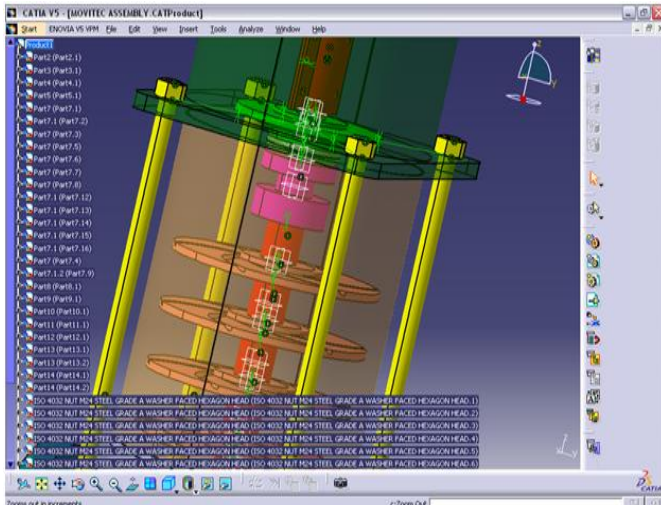 CATIA V5 - [MOVITEC ASSEMBLY.CATProduct]
Start ENOVIA V5 VPM File Edit View Insert Tools Analyze Window Help
Product1
Part2 (Part2.1)
Part3 (Part3.1)
Part4 (Part4.1)
Part5 (Part5.1)
Part7 (Part7.1)
Part7.1 (Part7.2)
Part7 (Part7.3)
Part7 (Part7.5)
Part7 (Part7.6)
Part7 (Part7.7)
Part7 (Part7.8)
Part7.1 (Part7.12)
Part7.1 (Part7.13)
Part7.1 (Part7.14)
Part7.1 (Part7.15)
Part7.1 (Part7.16)
Part7 (Part7.4)
Part7.1.2 (Part7.9)
Part8 (Part8.1)
Part9 (Part9.1)
Part10 (Part10.1)
Part11 (Part11.1)
Part12 (Part12.1)
Part13 (Part13.1)
Part13 (Part13.2)
Part14 (Part14.1)
Part14 (Part14.2)
ISO 4032 NUT M24 STEEL GRADE A WASHER FACED HEXAGON HEAD (ISO 4032 NUT M24 STEEL GRADE A WASHER FACED HEXAGON HEAD.1)
ISO 4032 NUT M24 STEEL GRADE A WASHER FACED HEXAGON HEAD (ISO 4032 NUT M24 STEEL GRADE A WASHER FACED HEXAGON HEAD.2)
ISO 4032 NUT M24 STEEL GRADE A WASHER FACED HEXAGON HEAD (ISO 4032 NUT M24 STEEL GRADE A WASHER FACED HEXAGON HEAD.3)
ISO 4032 NUT M24 STEEL GRADE A WASHER FACED HEXAGON HEAD (ISO 4032 NUT M24 STEEL GRADE A WASHER FACED HEXAGON HEAD.4)
ISO 4032 NUT M24 STEEL GRADE A WASHER FACED HEXAGON HEAD (ISO 4032 NUT M24 STEEL GRADE A WASHER FACED HEXAGON HEAD.5)
ISO 4032 NUT M24 STEEL GRADE A WASHER FACED HEXAGON HEAD (ISO 4032 NUT M24 STEEL GRADE A WASHER FACED HEXAGON HEAD.6)
CATIA
Zooms out in increments
c:Zoom Out